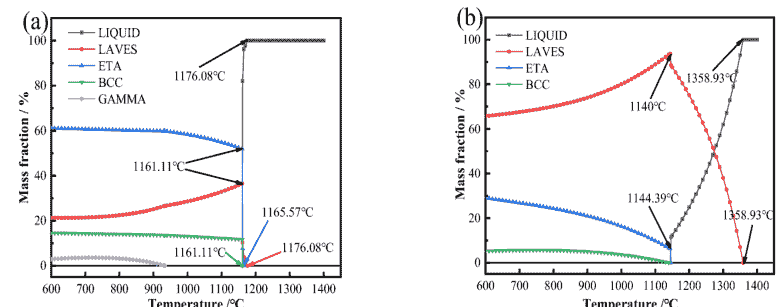 (a)
LIQUID
LAVES
ETA
BCC
GAMMA
1176.08℃
1161.11℃
1165.57℃
1161.11℃
1176.08℃
Mass fraction / %
100
80
60
40
20
0
600 700 800 900 1000 1100 1200 1300 1400
Temperature /℃
(b)
LIQUID
LAVES
ETA
BCC
1358.93℃
1140℃
1144.39℃
1358.93℃
Mass fraction / %
100
80
60
40
20
0
600 700 800 900 1000 1100 1200 1300 1400
Temperature /℃